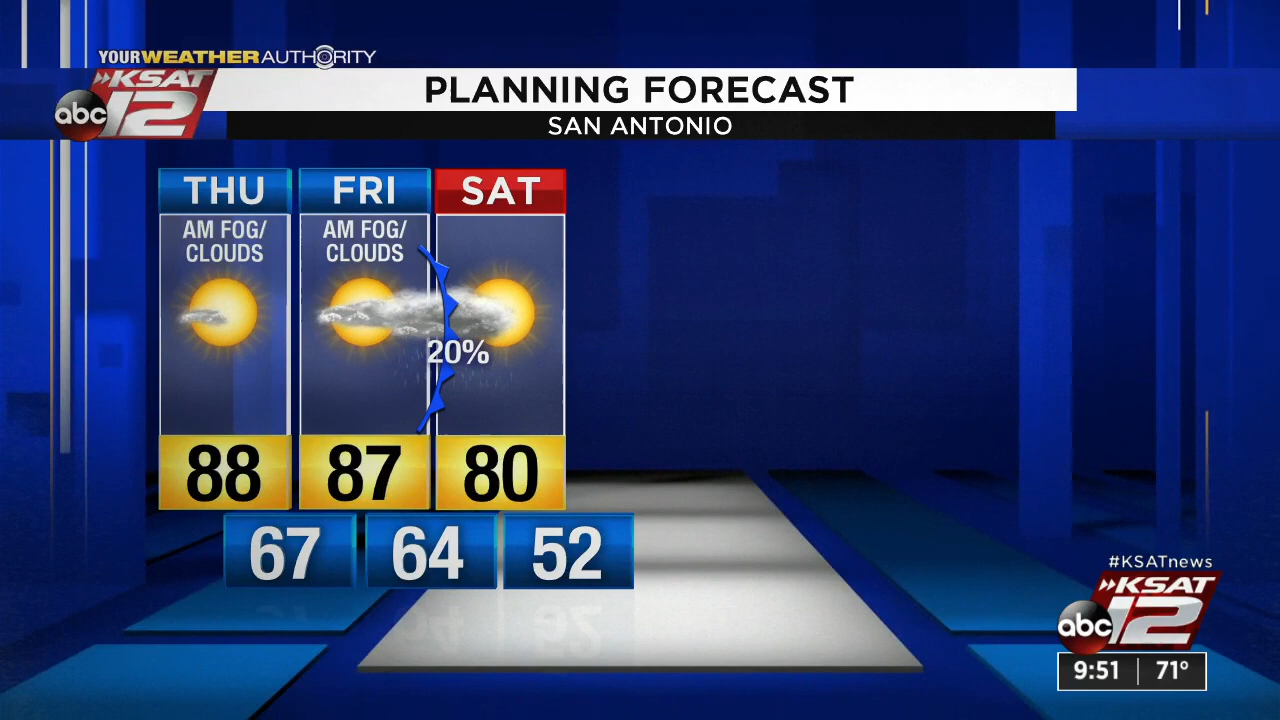 YOURWEATHERAUTHORITY
KSAT
abc 12
PLANNING FORECAST
SAN ANTONIO
THU FRI SAT
AM FOG/ AM FOG/
CLOUDS CLOUDS
20%
88 87 80
67 64 52
#KSATnews
KSAT
abc 12
9:51 71°